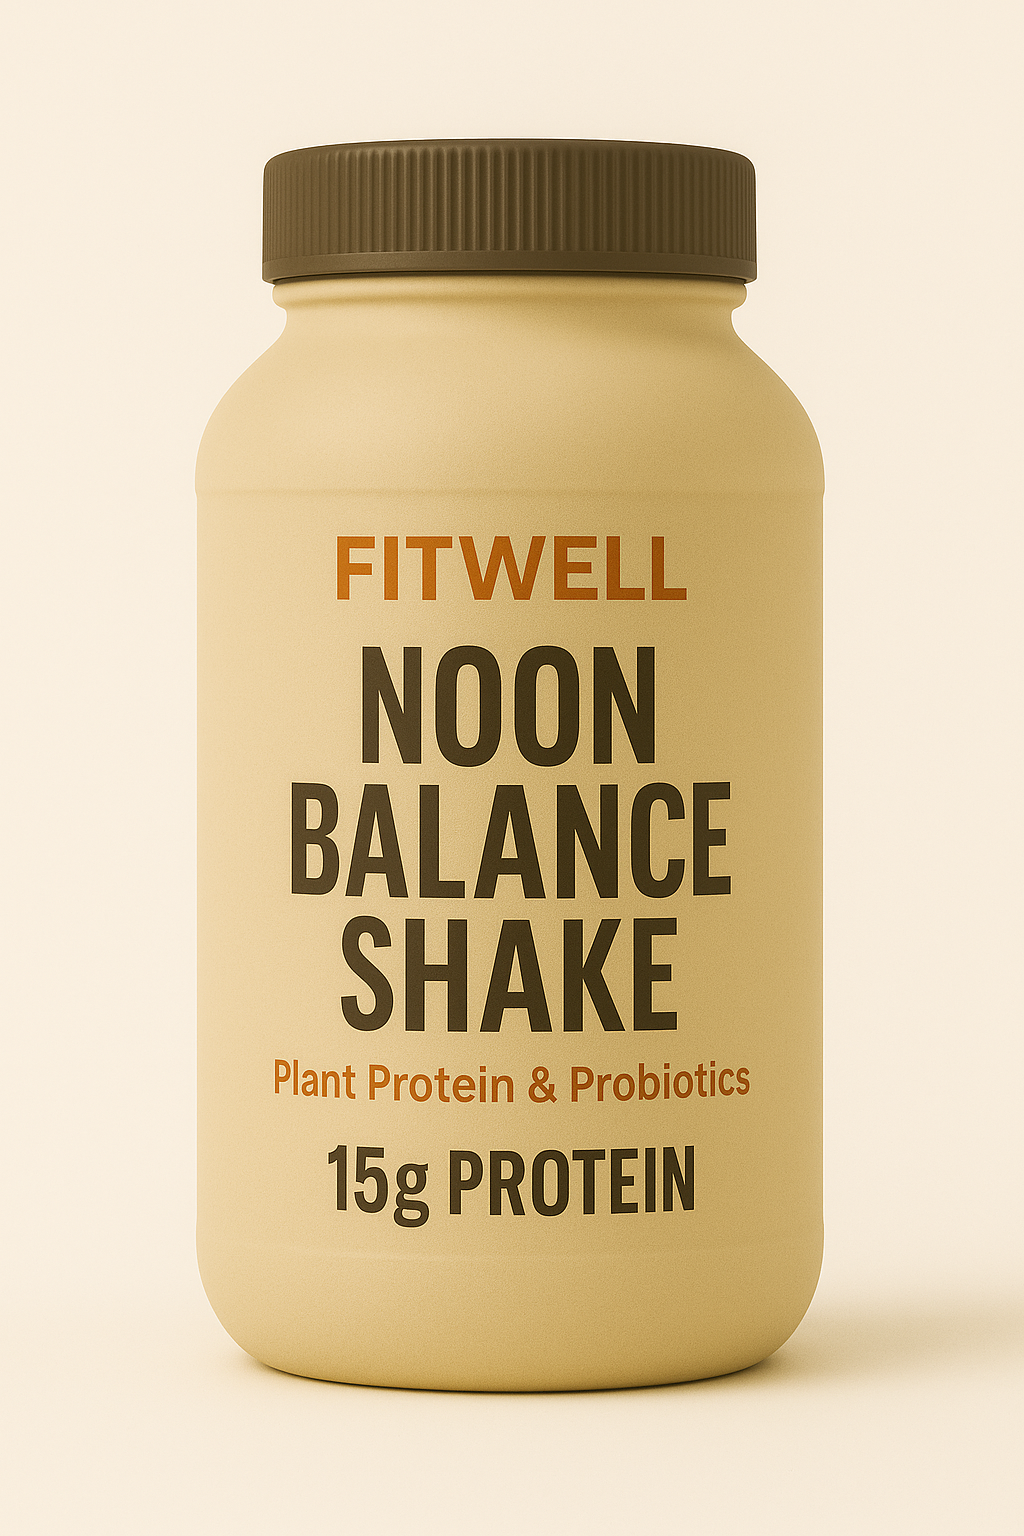 FITWELL
NOON
BALANCE
SHAKE
Plant Protein & Probiotics
15g PROTEIN